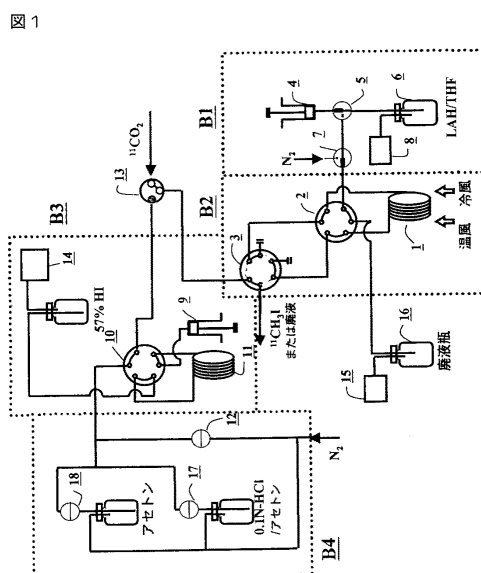 図1
B3
14
57% HI
10
9
11
13
¹¹CO₂
B2
3
¹¹CH₃I
または廃液
2
1
温風
冷風
B1
4
5
6
LAH/THF
7
N₂
8
15
16
廃液瓶
12
N₂
18
アセトン
17
0.1N-HCl
/アセトン
B4